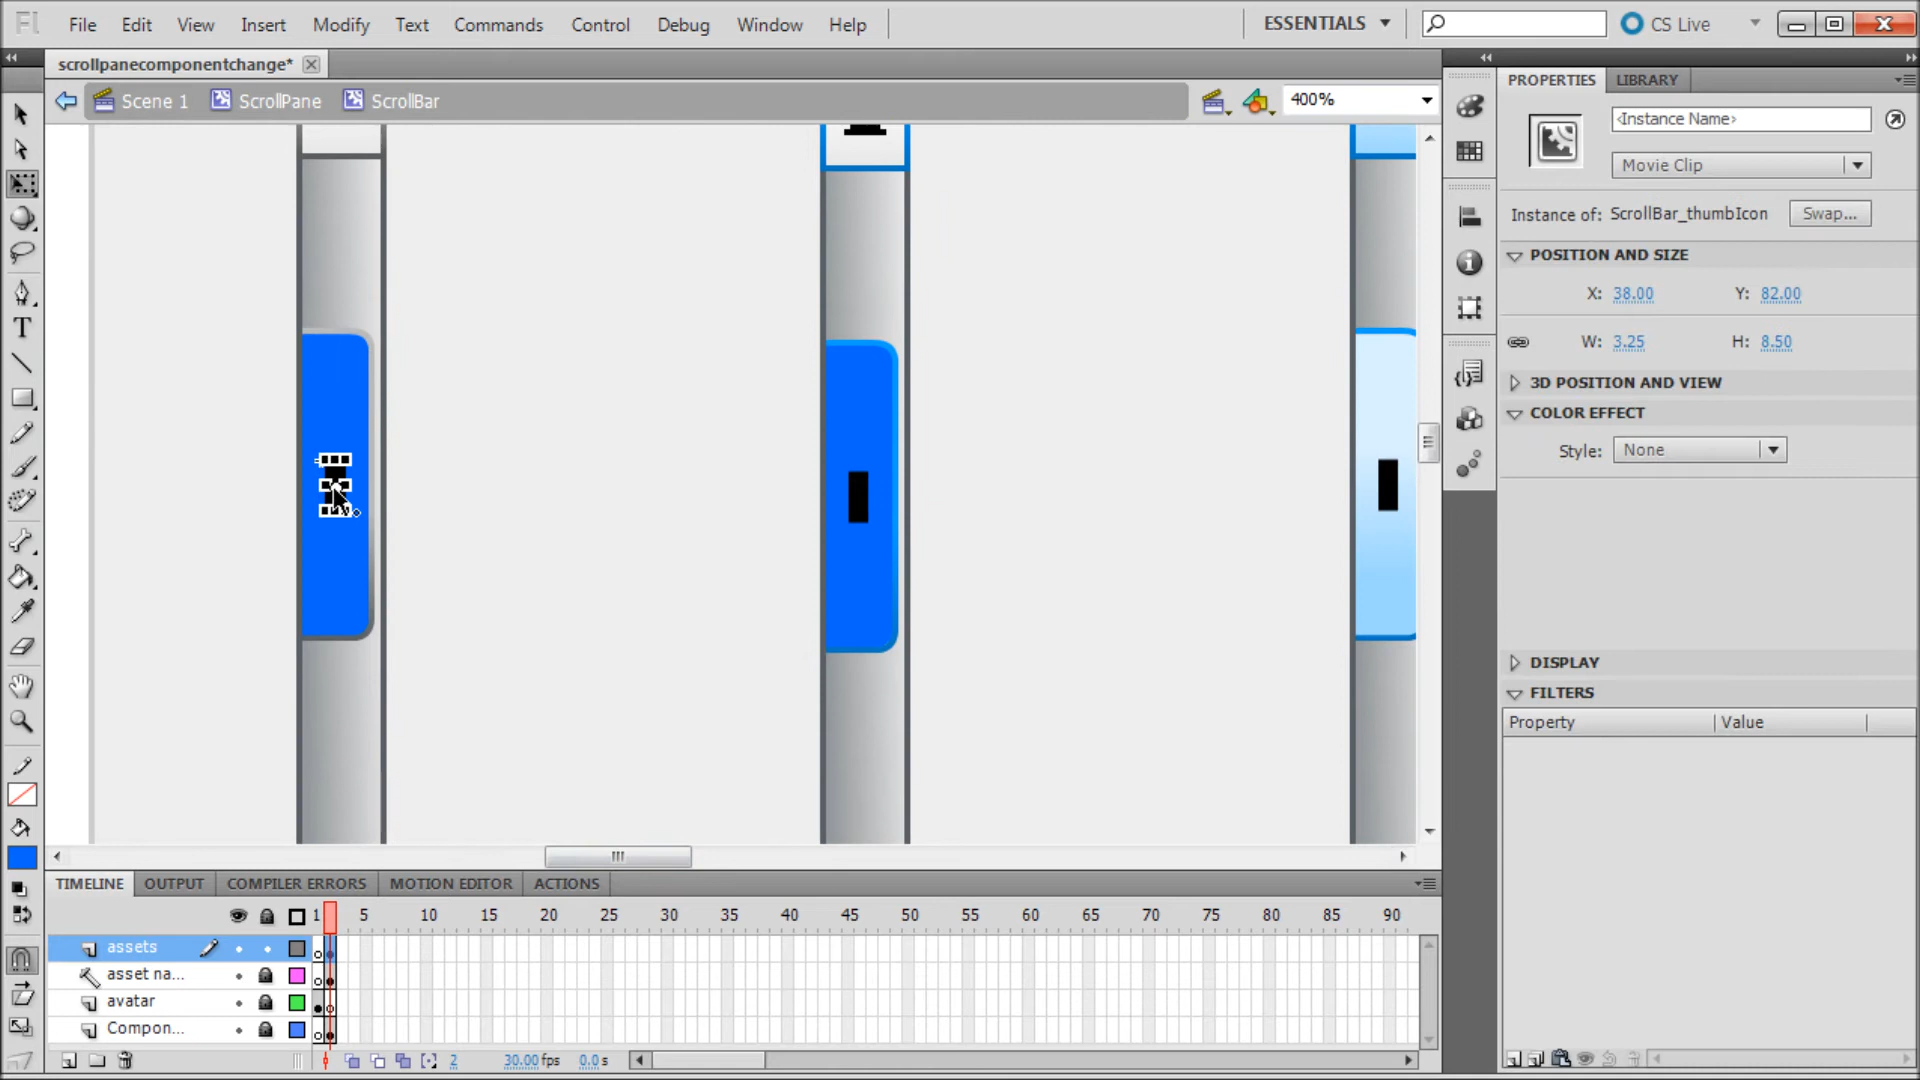 Fl File Edit View Insert Modify Text Commands Control Debug Window Help ESSENTIALS CS Live
scrollpanecomponentchange*
Scene 1 ScrollPane ScrollBar 400%
PROPERTIES LIBRARY
<Instance Name>
Movie Clip
Instance of: ScrollBar_thumbIcon Swap...
POSITION AND SIZE
X: 38.00 Y: 82.00
W: 3.25 H: 8.50
3D POSITION AND VIEW
COLOR EFFECT
Style: None
DISPLAY
FILTERS
Property Value
T
TIMELINE OUTPUT COMPILER ERRORS MOTION EDITOR ACTIONS
1 5 10 15 20 25 30 35 40 45 50 55 60 65 70 75 80 85 90
assets
asset na...
avatar
Compon...
2 30.00 fps 0.0 s